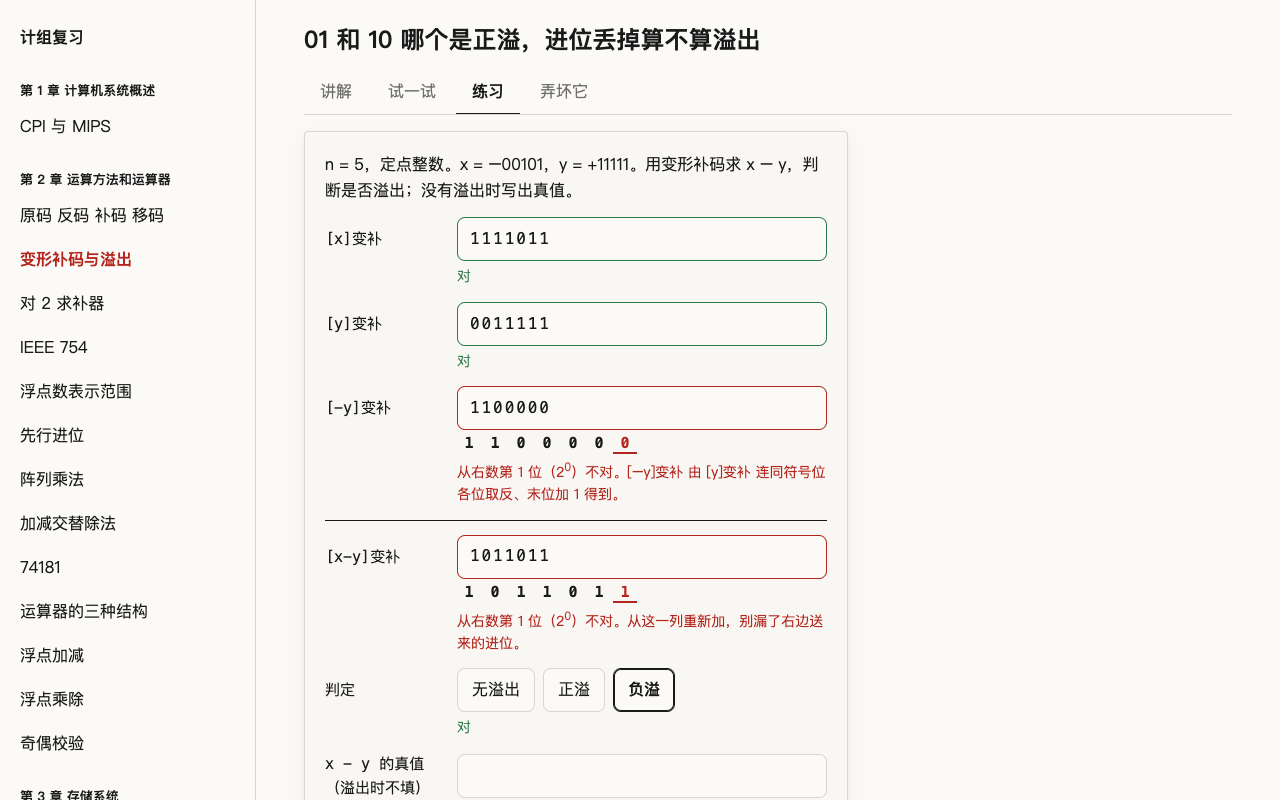 计组复习
第 1 章 计算机系统概述
CPI 与 MIPS
第 2 章 运算方法和运算器
原码 反码 补码 移码
变形补码与溢出
对 2 求补器
IEEE 754
浮点数表示范围
先行进位
阵列乘法
加减交替除法
74181
运算器的三种结构
浮点加减
浮点乘除
奇偶校验
第 3 章 存储系统
01 和 10 哪个是正溢，进位丢掉算不算溢出
讲解 试一试 练习 弄坏它
n = 5，定点整数。x = −00101，y = +11111。用变形补码求 x − y，判
断是否溢出；没有溢出时写出真值。
[x]变补 1111011
对
[y]变补 0011111
对
[−y]变补 1100000
1 1 0 0 0 0 0
从右数第 1 位（2⁰）不对。[−y]变补 由 [y]变补 连同符号位
各位取反、末位加 1 得到。
[x−y]变补 1011011
1 0 1 1 0 1 1
从右数第 1 位（2⁰）不对。从这一列重新加，别漏了右边送
来的进位。
判定 无溢出 正溢 负溢
对
x − y 的真值
（溢出时不填）